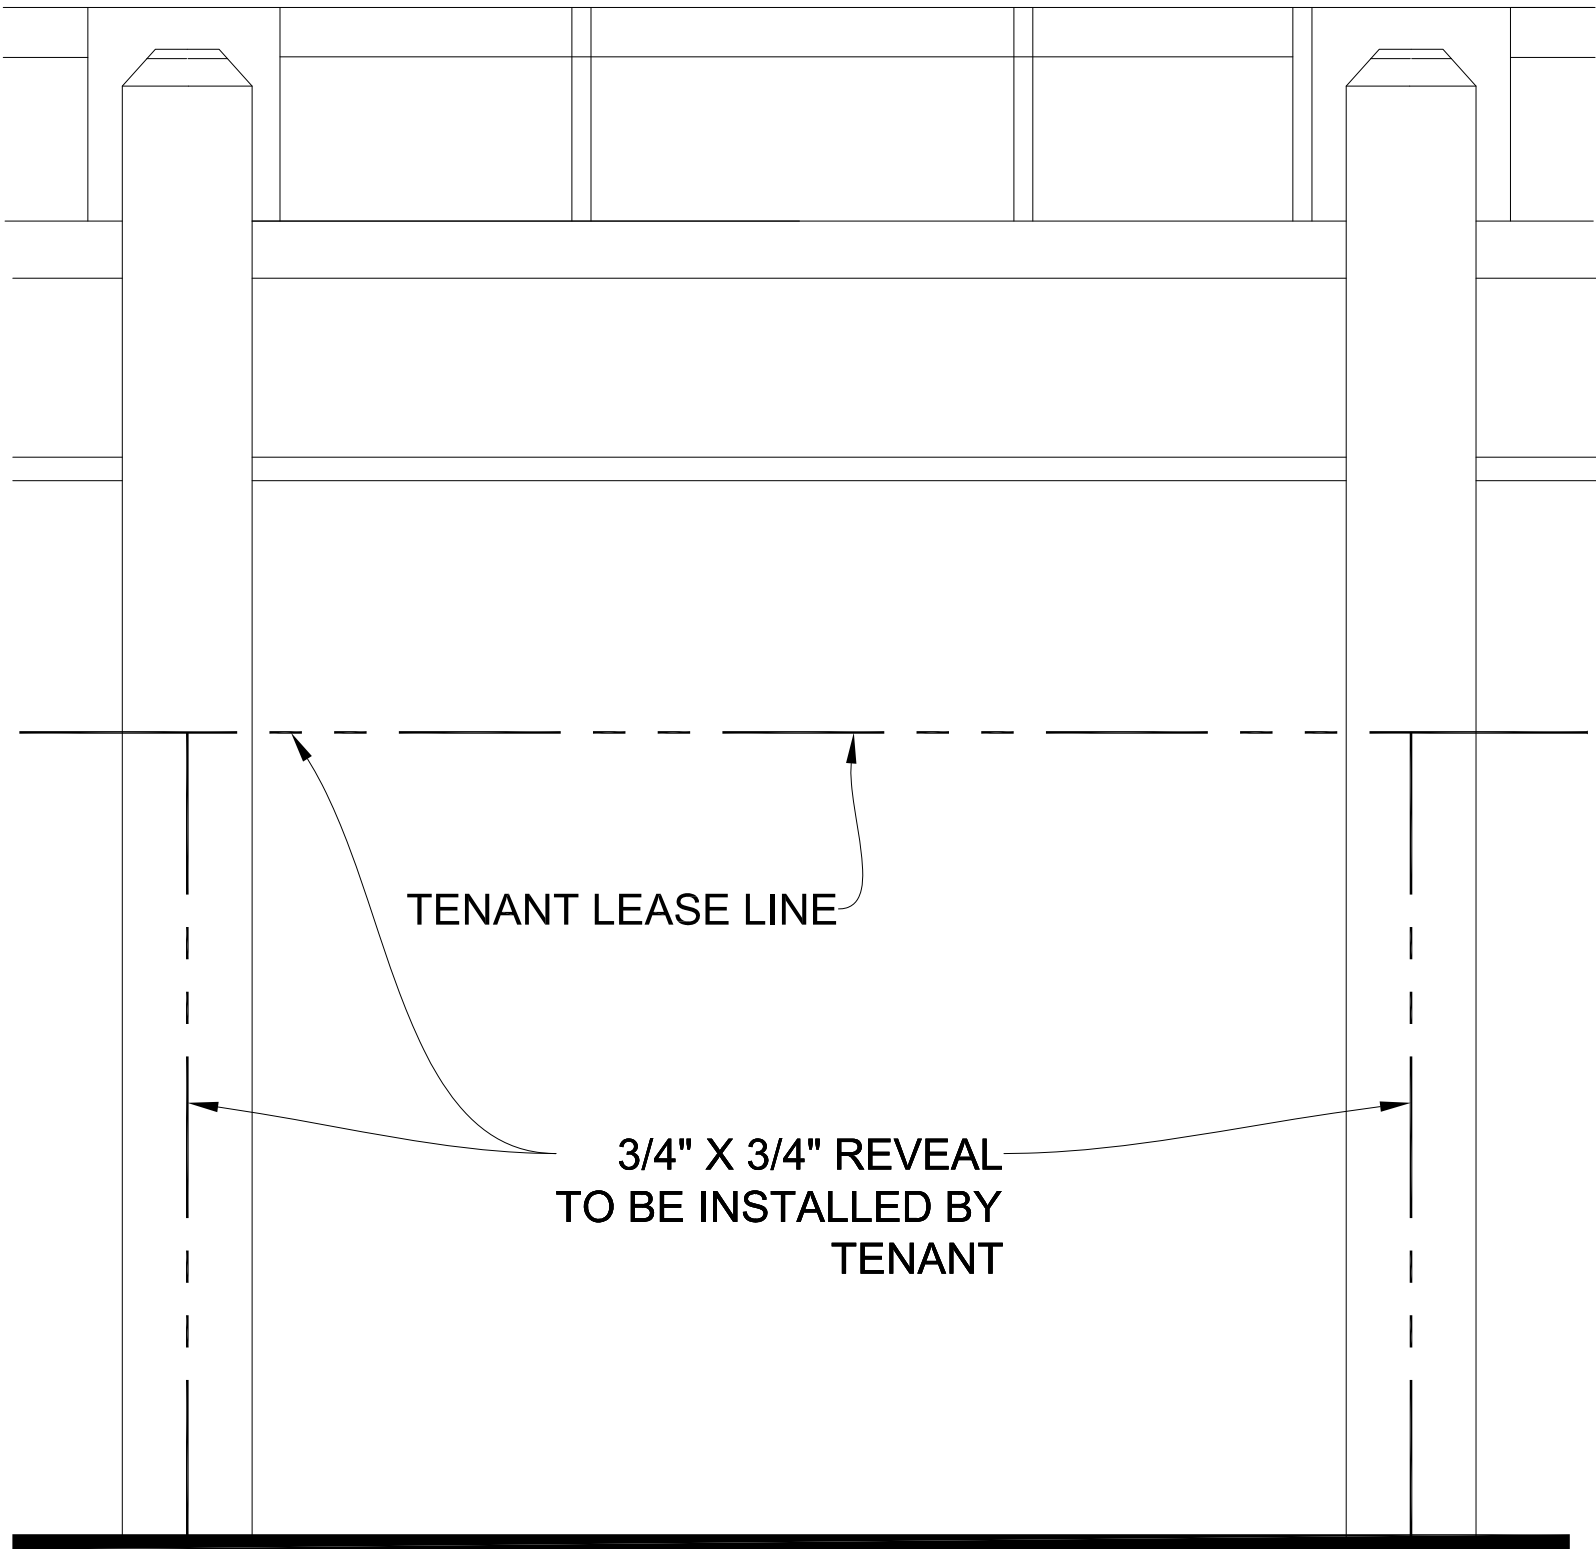 TENANT LEASE LINE
3/4" X 3/4" REVEAL
TO BE INSTALLED BY
TENANT